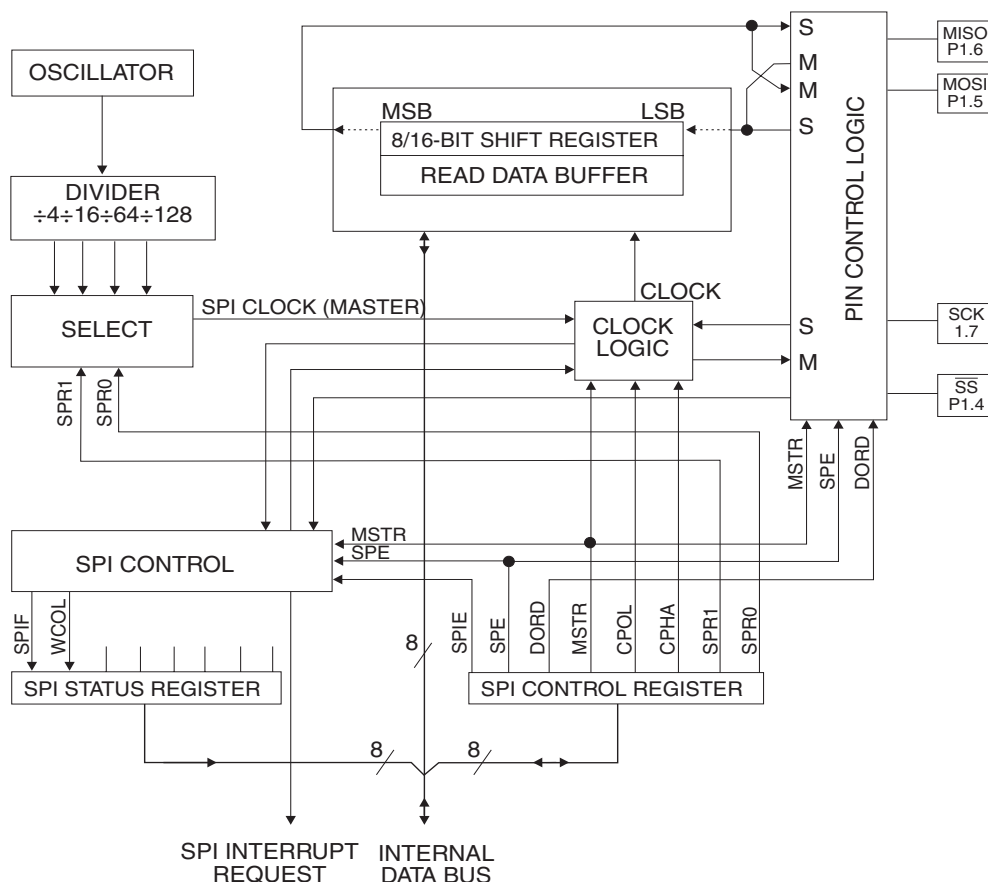 OSCILLATOR
DIVIDER
÷4÷16÷64÷128
SELECT
SPR1
SPR0
SPI CLOCK (MASTER)
MSB
LSB
8/16-BIT SHIFT REGISTER
READ DATA BUFFER
CLOCK
CLOCK
LOGIC
S
M
M
S
S
M
PIN CONTROL LOGIC
MISO
P1.6
MOSI
P1.5
SCK
1.7
SS
P1.4
MSTR
SPE
DORD
SPI CONTROL
MSTR
SPE
SPIF
WCOL
SPI STATUS REGISTER
SPIE
SPE
DORD
MSTR
CPOL
CPHA
SPR1
SPR0
SPI CONTROL REGISTER
8
8
8
SPI INTERRUPT
REQUEST
INTERNAL
DATA BUS